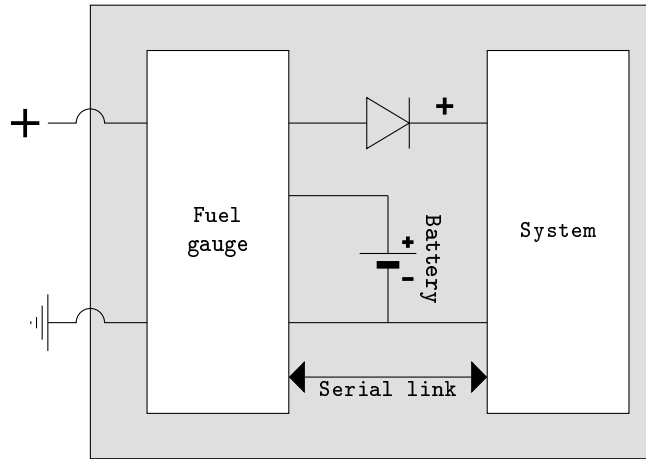 +
+
Fuel
gauge
System
Battery
+
-
Serial link